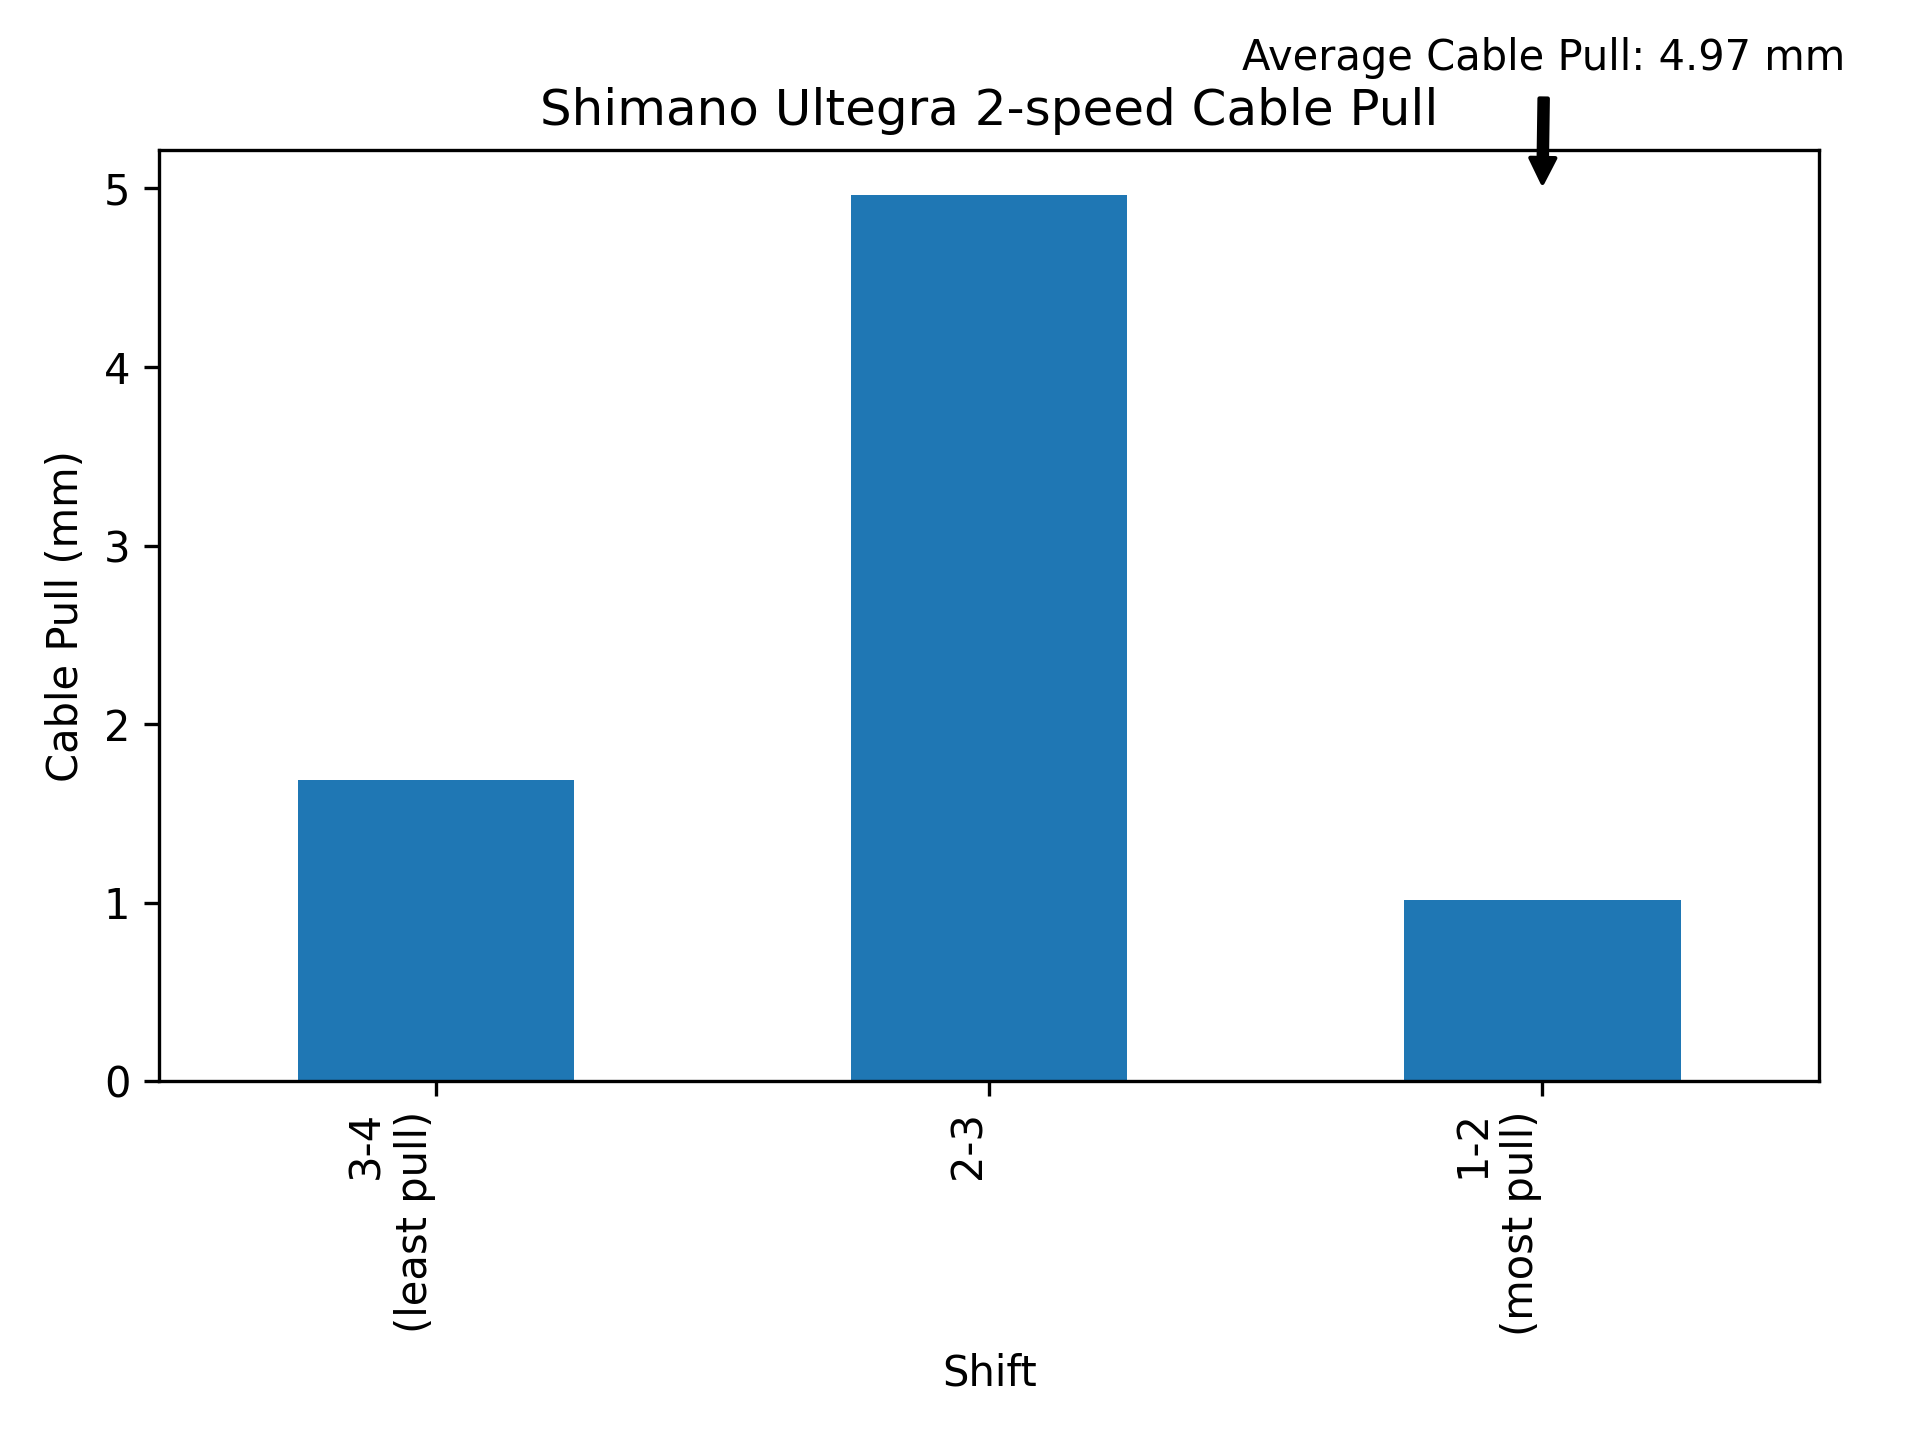 Average Cable Pull: 4.97 mm
Shimano Ultegra 2-speed Cable Pull
Cable Pull (mm)
5
4
3
2
1
0
3-4
(least pull)
2-3
1-2
(most pull)
Shift